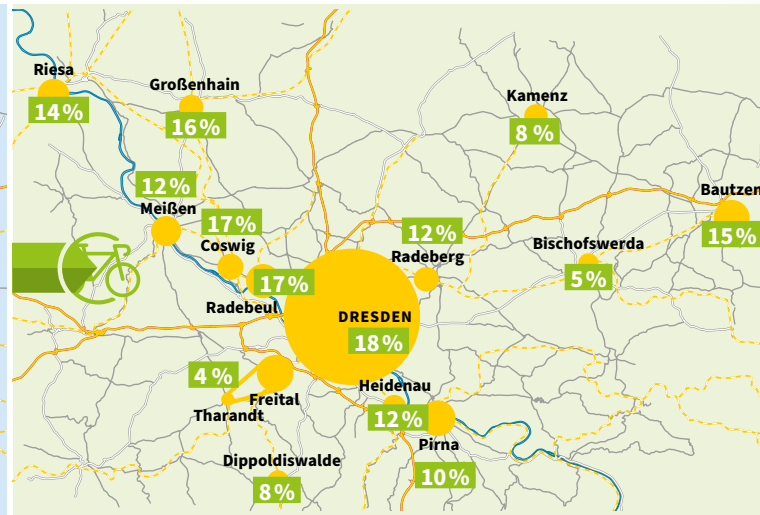 Riesa
14 %
Großenhain
16 %
Kamenz
8 %
Bautzen
15 %
12 %
Meißen
17 %
Coswig
12 %
Radeberg
Bischofswerda
5 %
17 %
Radebeul
DRESDEN
18 %
4 %
Freital
Tharandt
Heidenau
12 %
Pirna
10 %
Dippoldiswalde
8 %